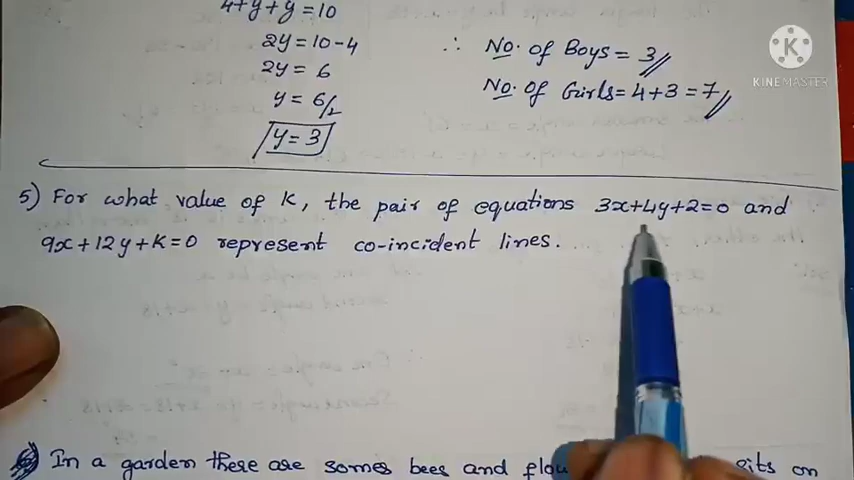 4+y+y=10
2y=10-4
2y= 6
y= 6/2
y=3
∴ No. of Boys = 3
No. of Girls=4+3=7
K
KINEMASTER
5) For what value of K, the pair of equations 3x+4y+2=0 and
9x+12y+K=0 represent co-incident lines.
In a garden there are somes bees and sits on